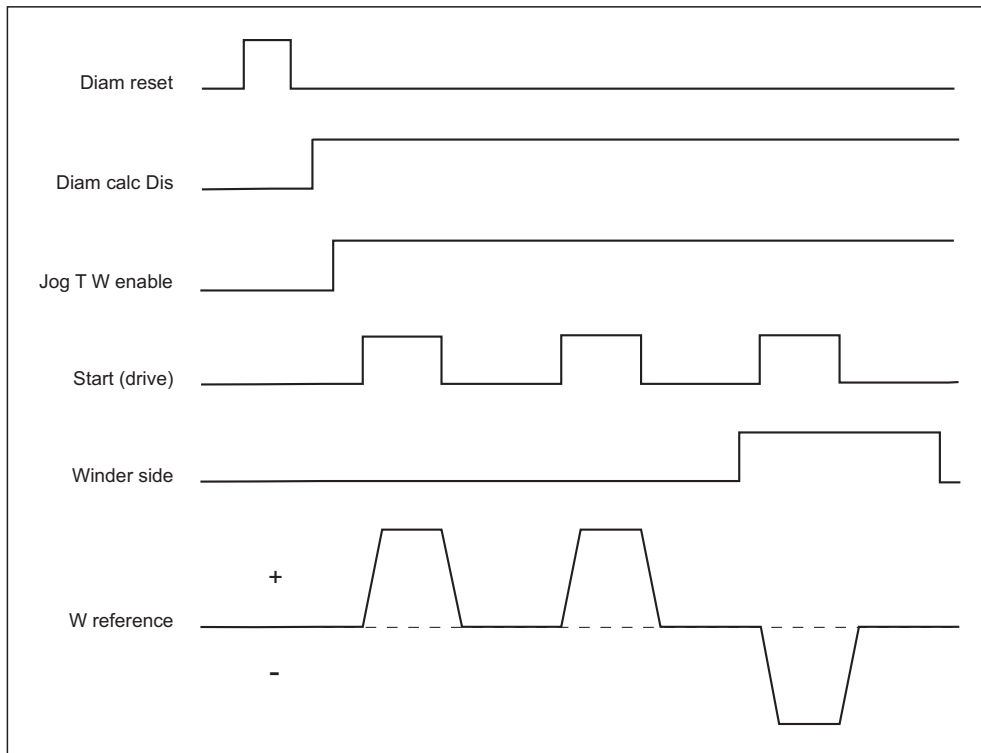 Diam reset
Diam calc Dis
Jog T W enable
Start (drive)
Winder side
+
W reference
-